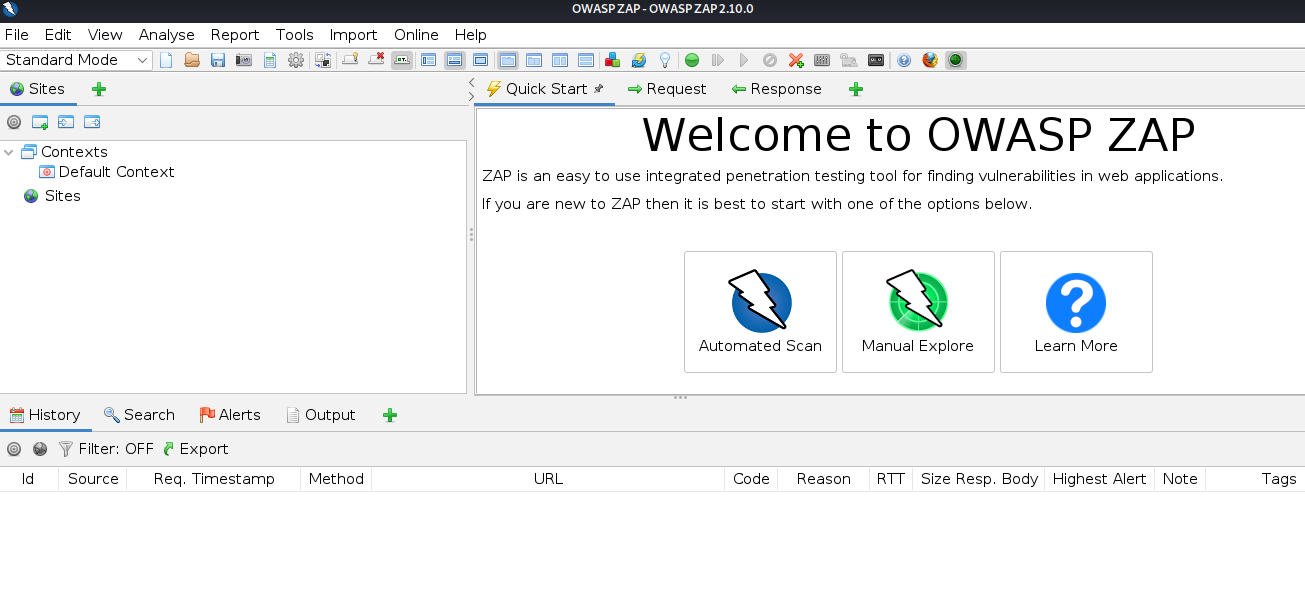 OWASP ZAP - OWASP ZAP 2.10.0
File Edit View Analyse Report Tools Import Online Help
Standard Mode
Sites
Quick Start Request Response
Contexts
Default Context
Sites
Welcome to OWASP ZAP
ZAP is an easy to use integrated penetration testing tool for finding vulnerabilities in web applications.
If you are new to ZAP then it is best to start with one of the options below.
Automated Scan Manual Explore Learn More
History Search Alerts Output
Filter: OFF Export
Id Source Req. Timestamp Method URL Code Reason RTT Size Resp. Body Highest Alert Note Tags